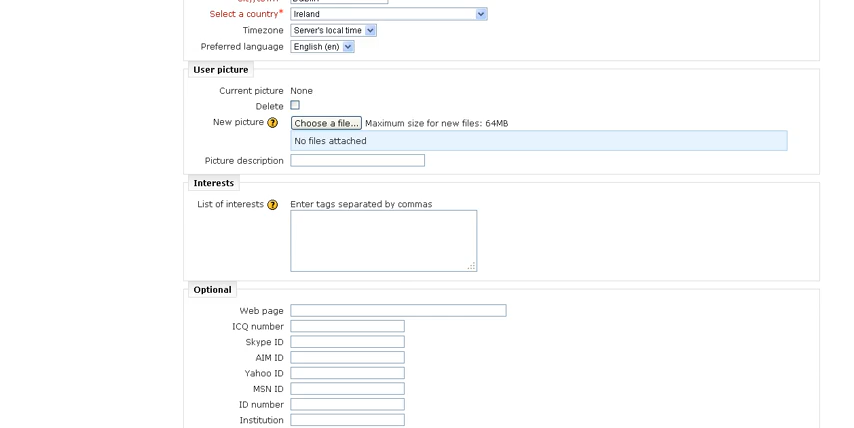 Select a country* Ireland
Timezone Server's local time
Preferred language English (en)
User picture
Current picture None
Delete
New picture Choose a file... Maximum size for new files: 64MB
No files attached
Picture description
Interests
List of interests Enter tags separated by commas
Optional
Web page
ICQ number
Skype ID
AIM ID
Yahoo ID
MSN ID
ID number
Institution